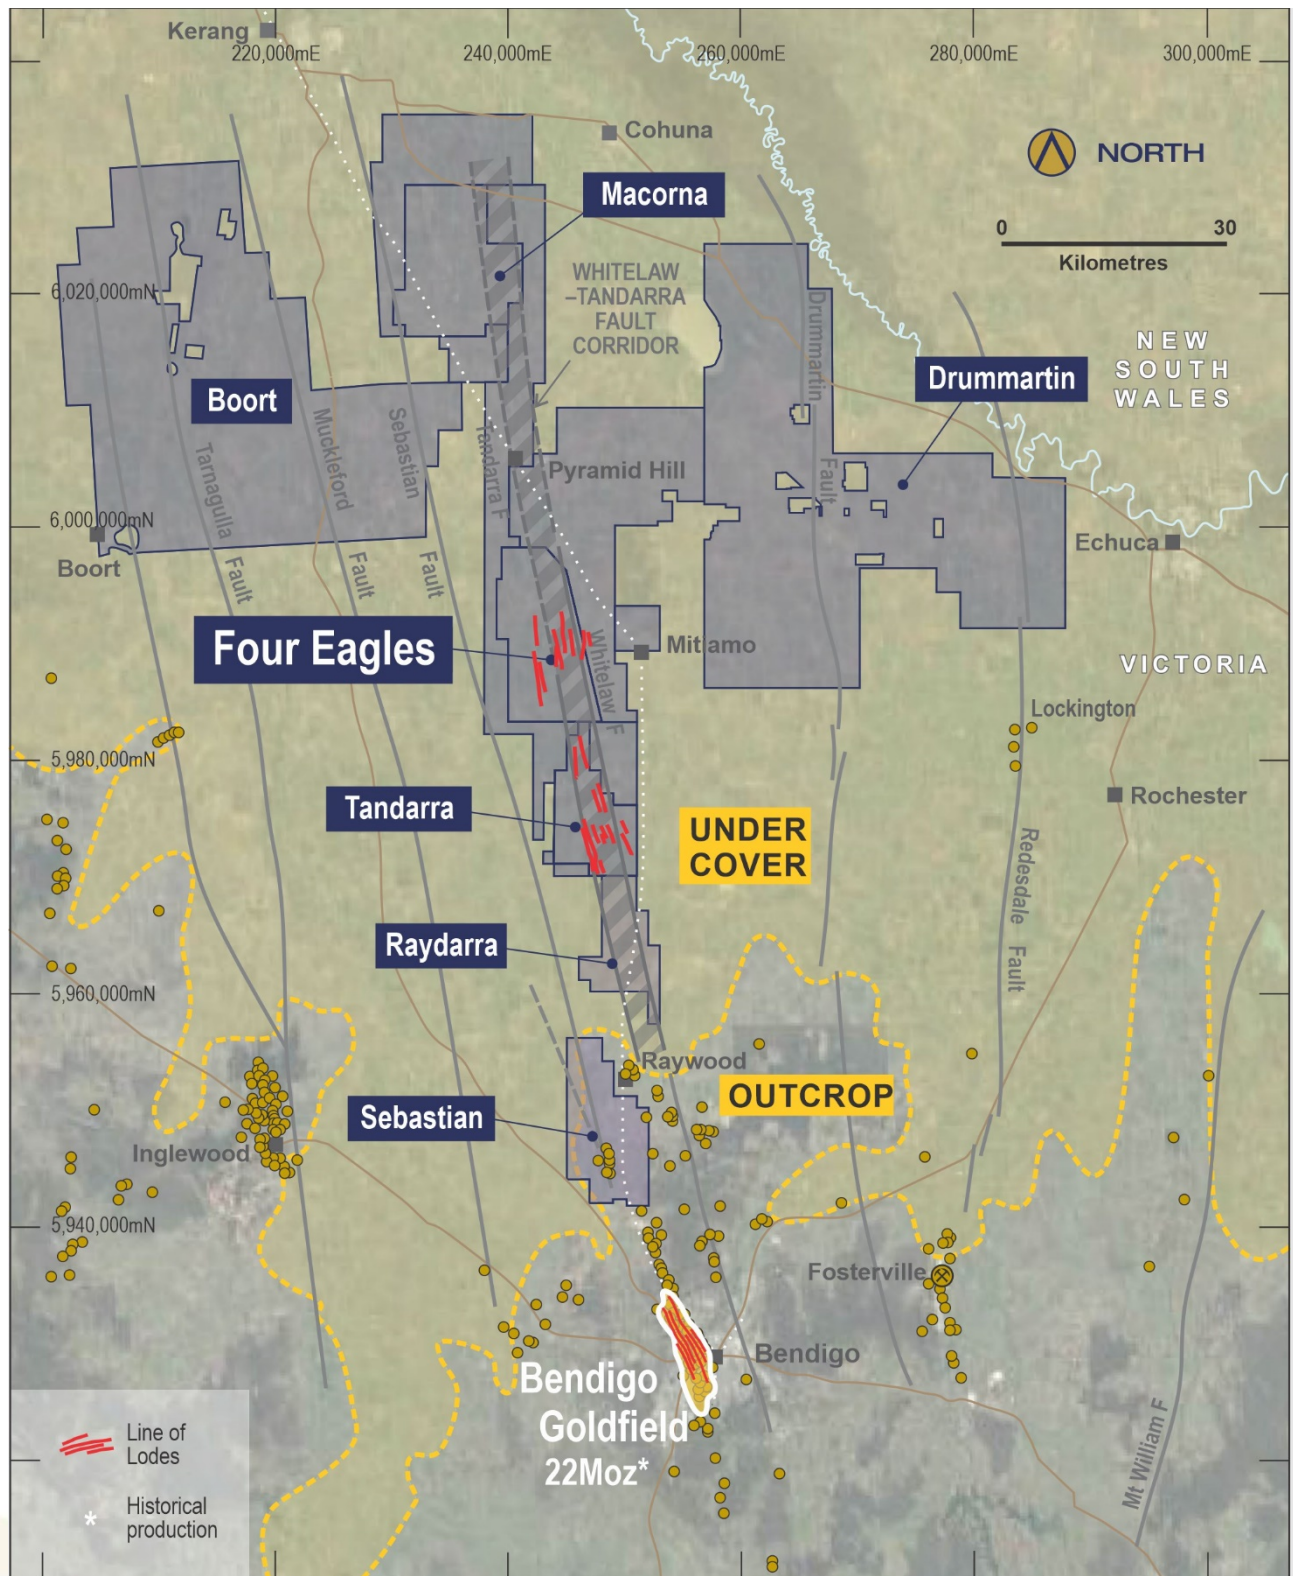 Kerang
220,000mE
240,000mE
260,000mE
280,000mE
300,000mE
Cohuna
NORTH
Macorna
0 30
Kilometres
WHITELAW
–TANDARRA
FAULT
CORRIDOR
6,020,000mN
Drummartin
Fault
NEW
SOUTH
WALES
Drummartin
Boort
Tarnagulla
Fault
Muckleford
Fault
Sebastian
Fault
Tandarra F
Pyramid Hill
6,000,000mN
Boort
Echuca
Four Eagles
Whitelaw F
Mitiamo
VICTORIA
Lockington
5,980,000mN
Tandarra
UNDER
COVER
Rochester
Redesdale
Fault
Raydarra
5,960,000mN
Raywood
OUTCROP
Sebastian
Inglewood
5,940,000mN
Fosterville
Bendigo
Bendigo
Goldfield
22Moz*
Mt William F
Line of
Lodes
* Historical
production